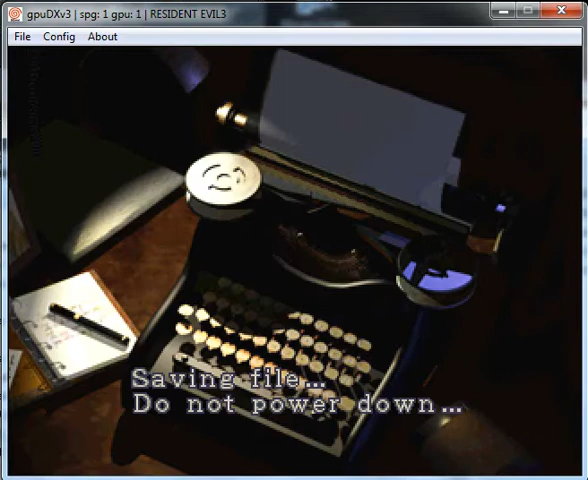 gpuDXv3 | spg: 1 gpu: 1 | RESIDENT EVIL3
File Config About
Saving file...
Do not power down...